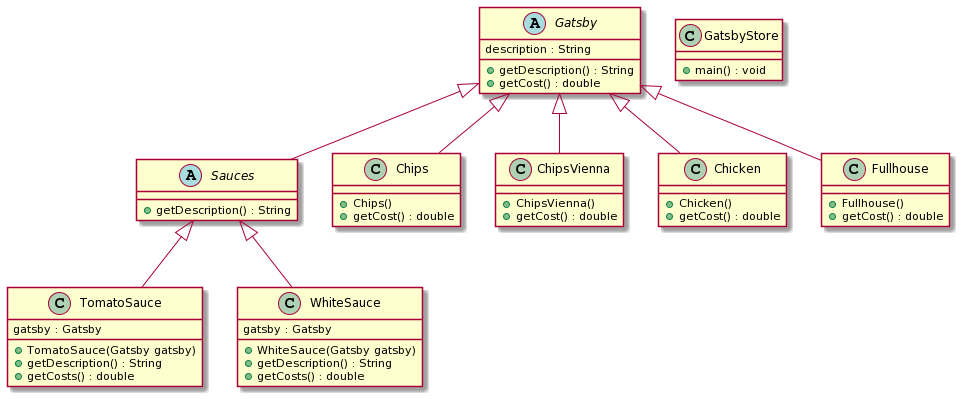 A Gatsby
description : String
getDescription() : String
getCost() : double
C GatsbyStore
main() : void
A Sauces
getDescription() : String
C Chips
Chips()
getCost() : double
C ChipsVienna
ChipsVienna()
getCost() : double
C Chicken
Chicken()
getCost() : double
C Fullhouse
Fullhouse()
getCost() : double
C TomatoSauce
gatsby : Gatsby
TomatoSauce(Gatsby gatsby)
getDescription() : String
getCosts() : double
C WhiteSauce
gatsby : Gatsby
WhiteSauce(Gatsby gatsby)
getDescription() : String
getCosts() : double